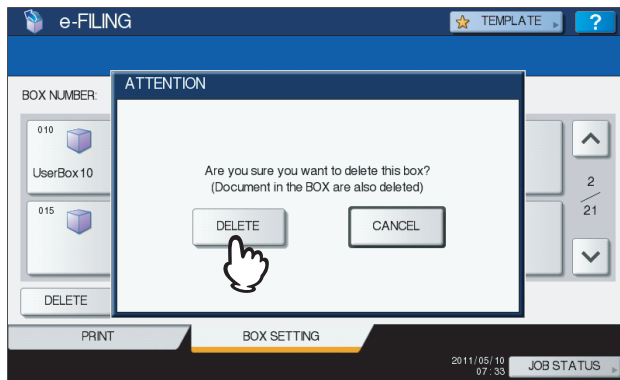 e-FILING
TEMPLATE
?
ATTENTION
BOX NUMBER:
010
UserBox10
Are you sure you want to delete this box?
(Document in the BOX are also deleted)
2
21
015
DELETE
CANCEL
DELETE
PRINT
BOX SETTING
2011/05/10
07:33
JOB STATUS